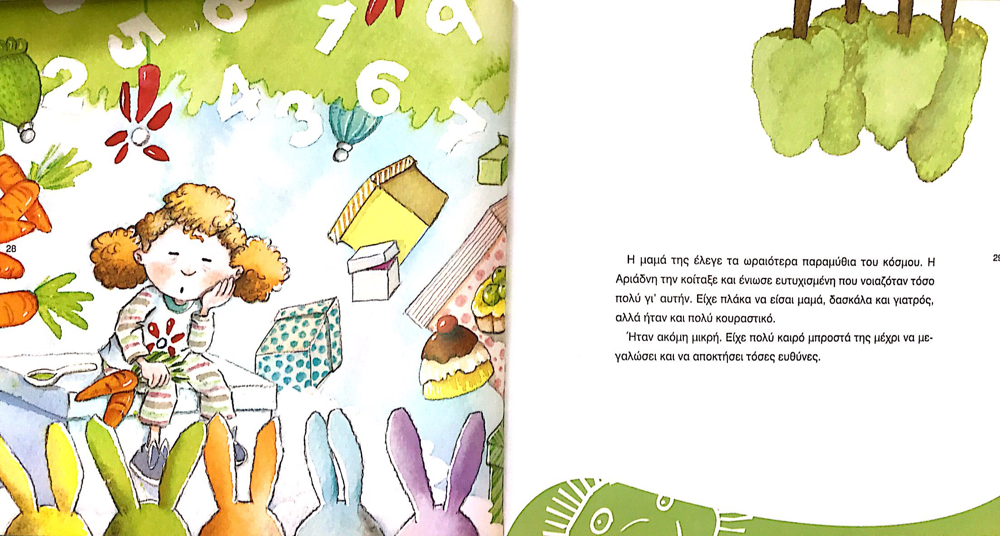 5
8
1
9
2
4
3
6
7
28
Η μαμά της έλεγε τα ωραιότερα παραμύθια του κόσμου. Η
Αριάδνη την κοίταξε και ένιωσε ευτυχισμένη που νοιαζόταν τόσο
πολύ γι' αυτήν. Είχε πλάκα να είσαι μαμά, δασκάλα και γιατρός,
αλλά ήταν και πολύ κουραστικό.
Ήταν ακόμη μικρή. Είχε πολύ καιρό μπροστά της μέχρι να με-
γαλώσει και να αποκτήσει τόσες ευθύνες.
29